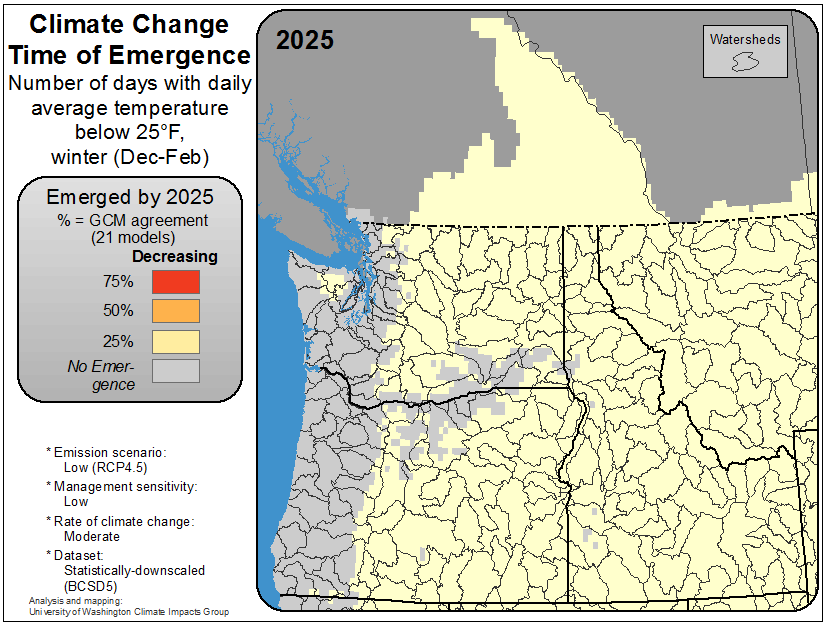 Climate Change
Time of Emergence
Number of days with daily
average temperature
below 25°F,
winter (Dec-Feb)
Emerged by 2025
% = GCM agreement
(21 models)
Decreasing
75%
50%
25%
No Emer-
gence
* Emission scenario:
Low (RCP4.5)
* Management sensitivity:
Low
* Rate of climate change:
Moderate
* Dataset:
Statistically-downscaled
(BCSD5)
Analysis and mapping:
University of Washington Climate Impacts Group
2025
Watersheds